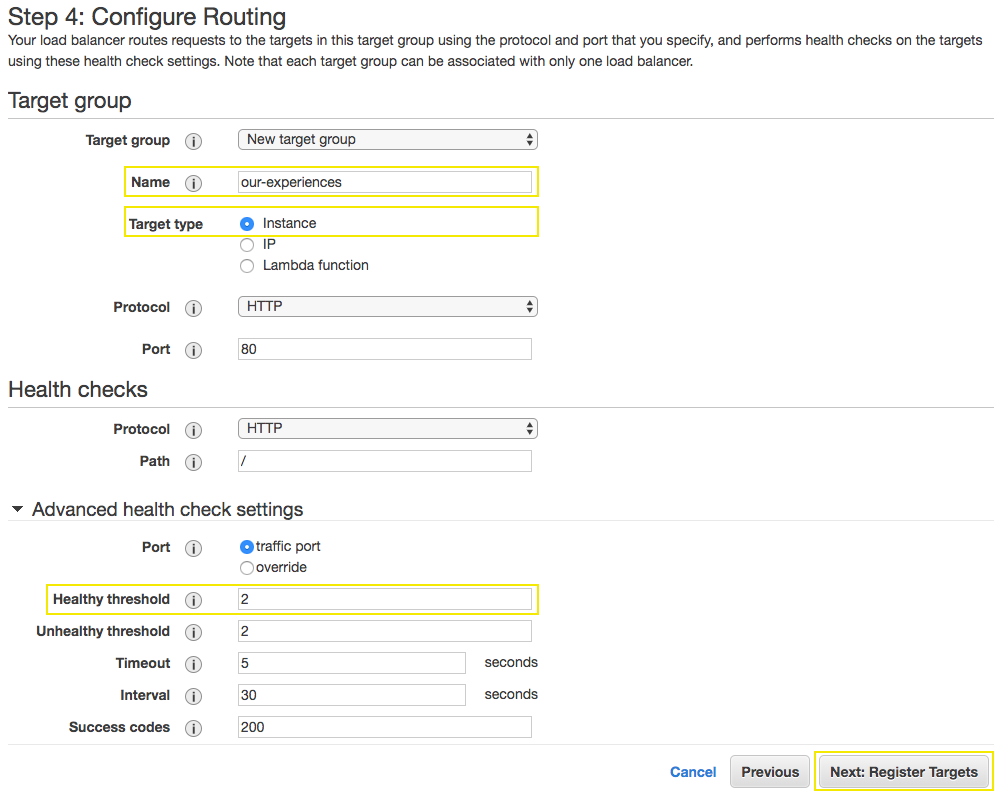 Step 4: Configure Routing
Your load balancer routes requests to the targets in this target group using the protocol and port that you specify, and performs health checks on the targets
using these health check settings. Note that each target group can be associated with only one load balancer.
Target group
Target group i New target group
Name i our-experiences
Target type Instance
IP
Lambda function
Protocol i HTTP
Port i 80
Health checks
Protocol i HTTP
Path i /
Advanced health check settings
Port i traffic port
override
Healthy threshold i 2
Unhealthy threshold i 2
Timeout i 5 seconds
Interval i 30 seconds
Success codes i 200
Cancel Previous Next: Register Targets